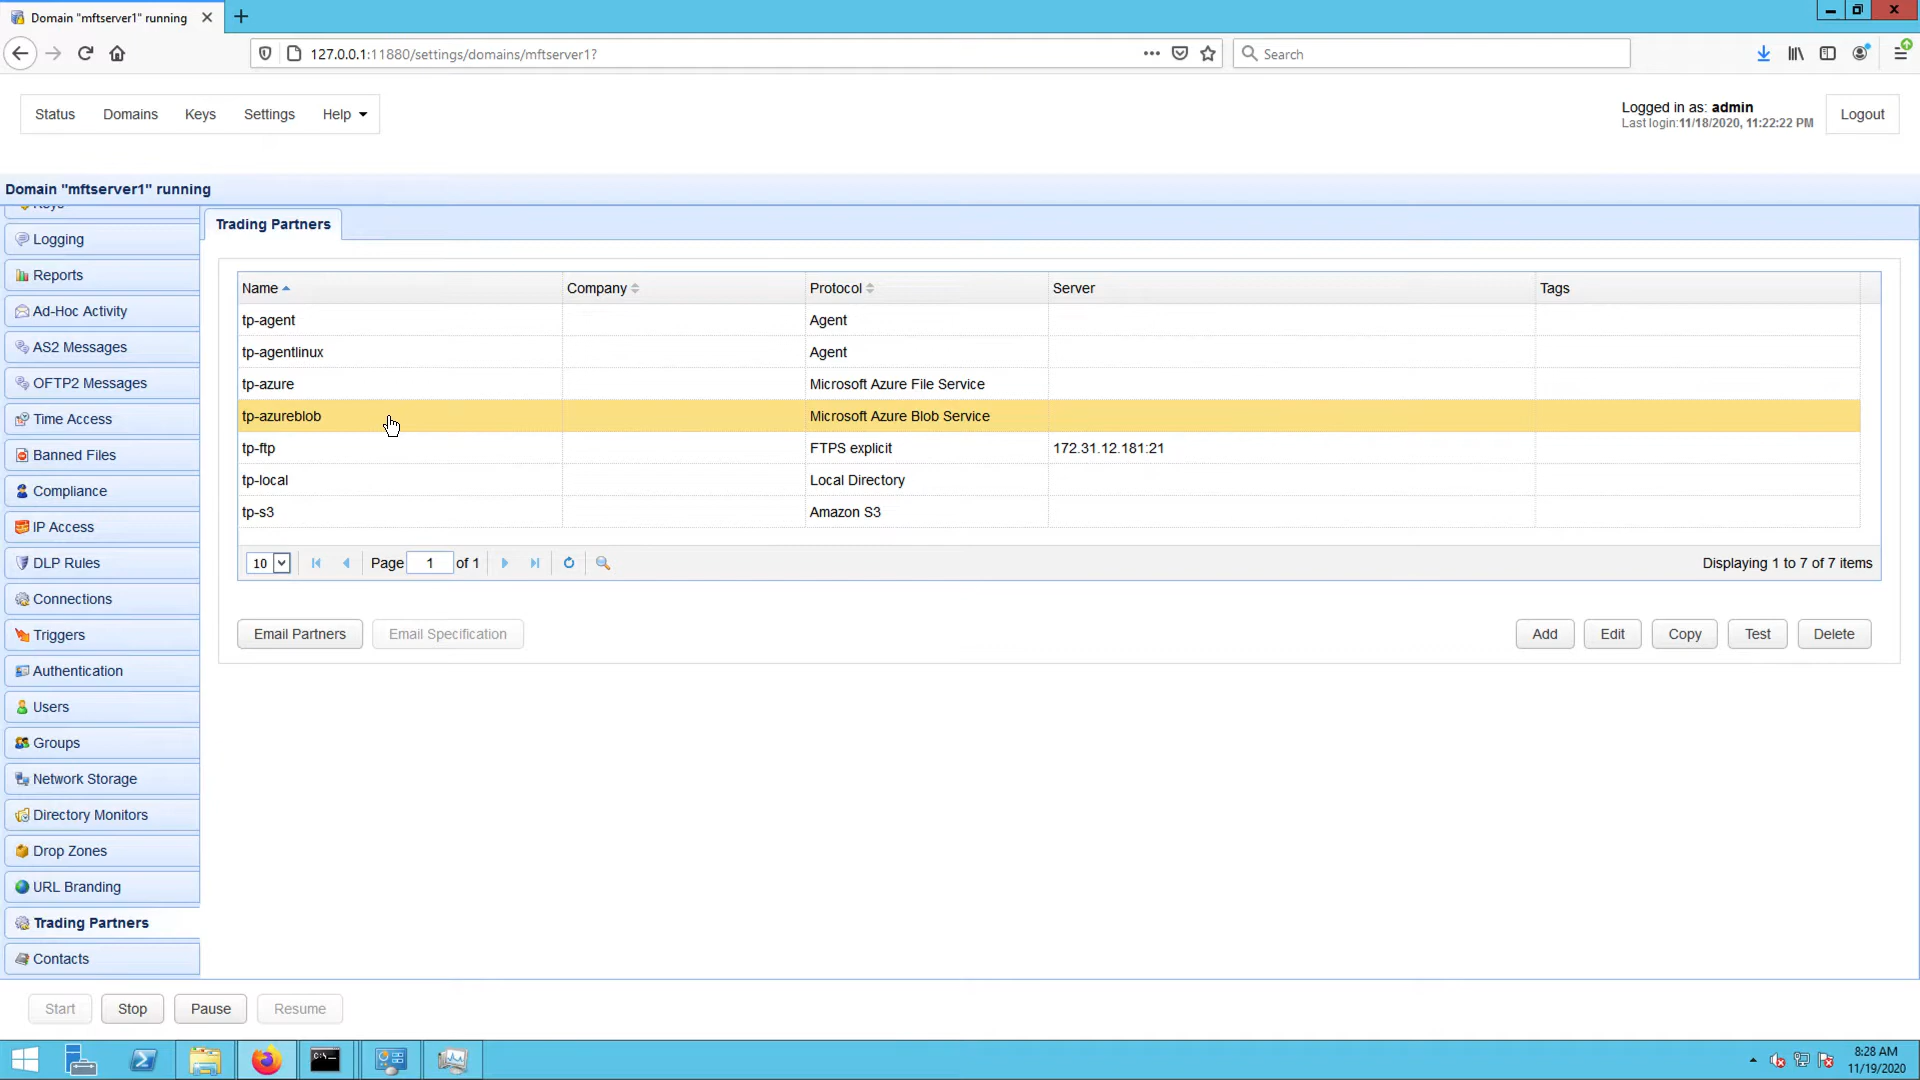 Domain "mftserver1" running
127.0.0.1:11880/settings/domains/mftserver1?
Search
Status Domains Keys Settings Help
Logged in as: admin
Last login:11/18/2020, 11:22:22 PM
Logout
Domain "mftserver1" running
Keys
Logging
Reports
Ad-Hoc Activity
AS2 Messages
OFTP2 Messages
Time Access
Banned Files
Compliance
IP Access
DLP Rules
Connections
Triggers
Authentication
Users
Groups
Network Storage
Directory Monitors
Drop Zones
URL Branding
Trading Partners
Contacts
Trading Partners
Name Company Protocol Server Tags
tp-agent Agent
tp-agentlinux Agent
tp-azure Microsoft Azure File Service
tp-azureblob Microsoft Azure Blob Service
tp-ftp FTPS explicit 172.31.12.181:21
tp-local Local Directory
tp-s3 Amazon S3
10 Page 1 of 1 Displaying 1 to 7 of 7 items
Email Partners Email Specification Add Edit Copy Test Delete
Start Stop Pause Resume
8:28 AM
11/19/2020